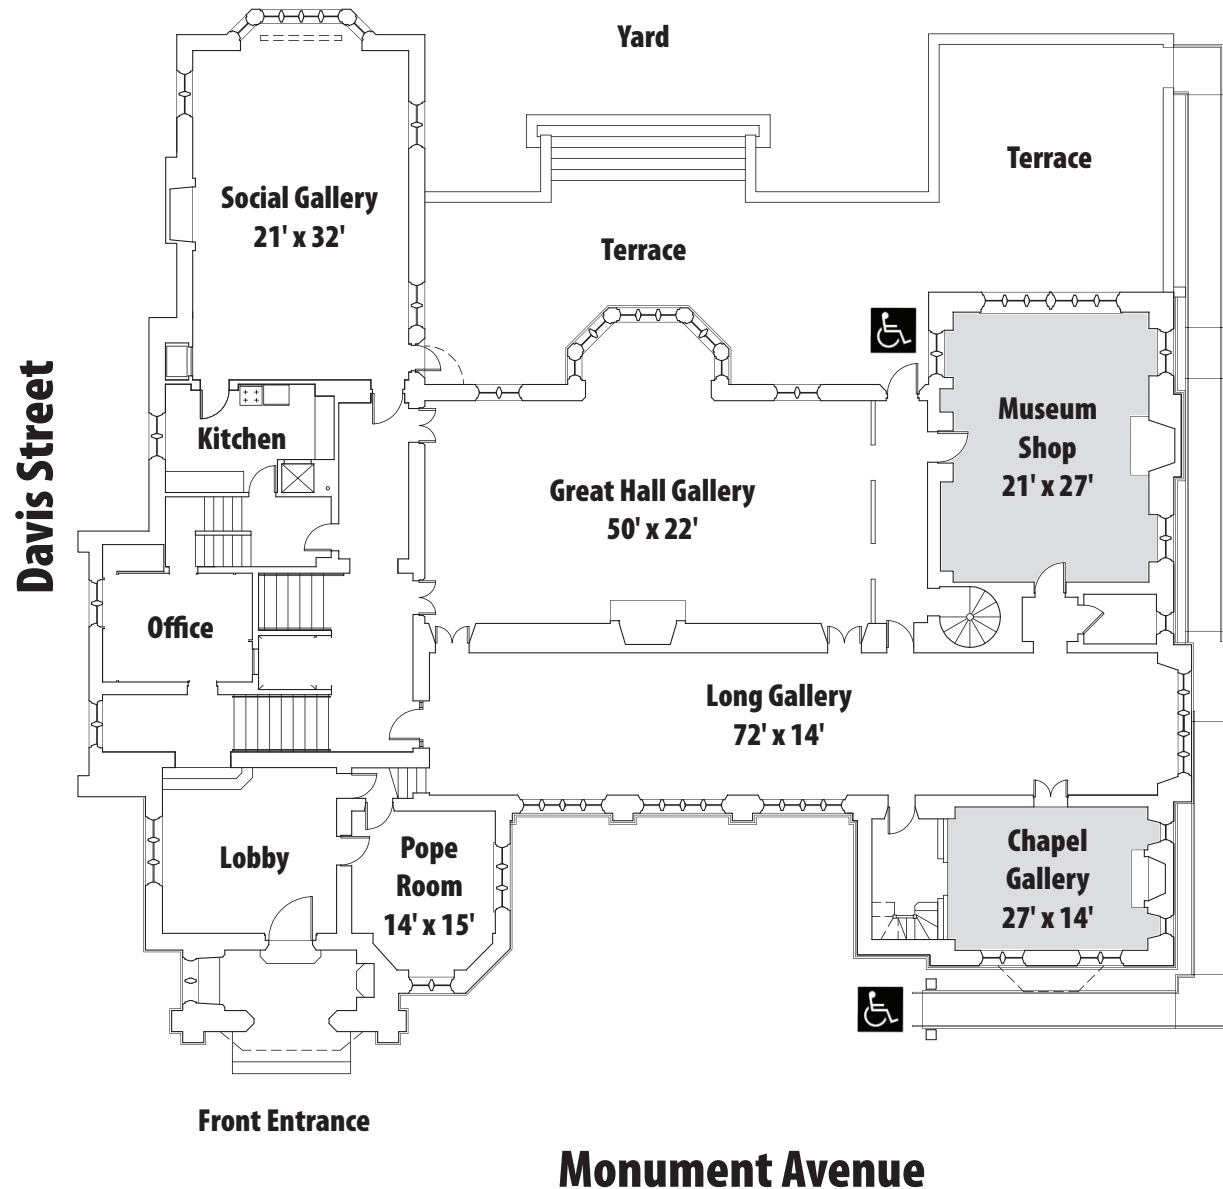 Yard
Terrace
Social Gallery
21' x 32'
Terrace
Davis Street
Kitchen
Museum
Shop
21' x 27'
Great Hall Gallery
50' x 22'
Office
Long Gallery
72' x 14'
Lobby
Pope
Room
14' x 15'
Chapel
Gallery
27' x 14'
Front Entrance
Monument Avenue